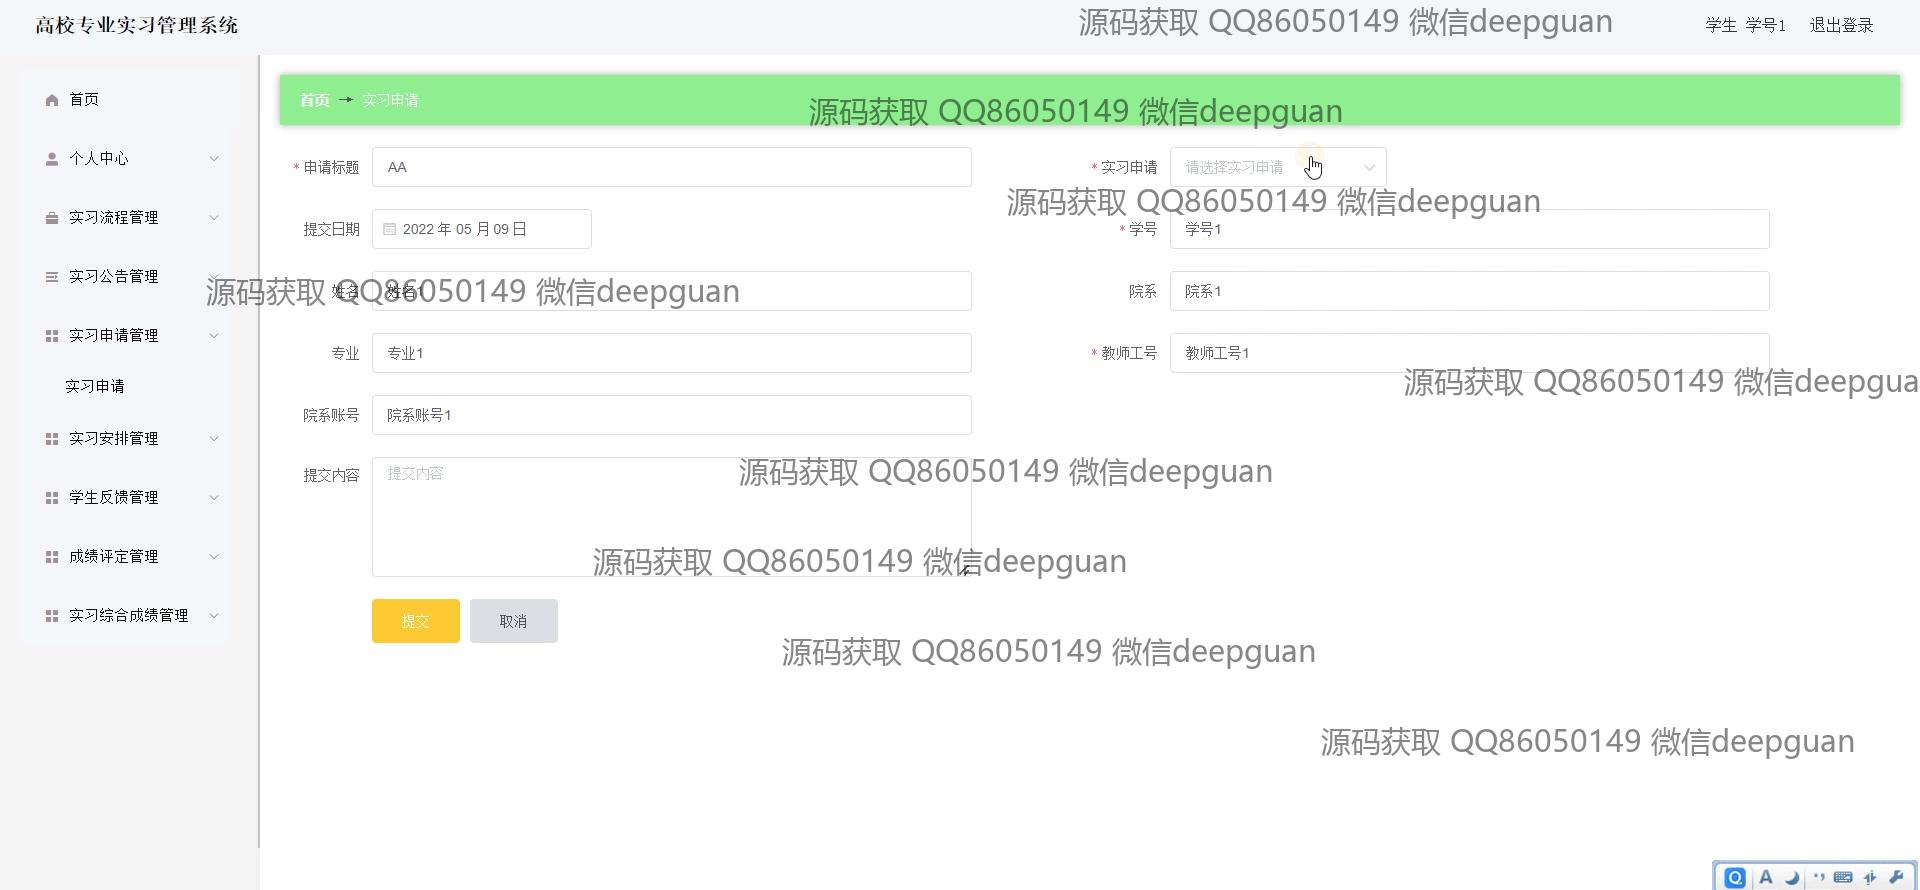 高校专业实习管理系统
源码获取 QQ86050149 微信deepguan
学生 学号1 退出登录
首页
个人中心
实习流程管理
实习公告管理
实习申请管理
实习申请
实习安排管理
学生反馈管理
成绩评定管理
实习综合成绩管理
首页 → 实习申请
源码获取 QQ86050149 微信deepguan
* 申请标题 AA
* 实习申请 请选择实习申请
源码获取 QQ86050149 微信deepguan
提交日期 2022 年 05 月 09 日
* 学号 学号1
源码获取 QQ86050149 微信deepguan
姓名 姓名1
院系 院系1
专业 专业1
* 教师工号 教师工号1
源码获取 QQ86050149 微信deepgua
院系账号 院系账号1
提交内容 提交内容
源码获取 QQ86050149 微信deepguan
源码获取 QQ86050149 微信deepguan
提交 取消
源码获取 QQ86050149 微信deepguan
源码获取 QQ86050149 微信deepguan
A